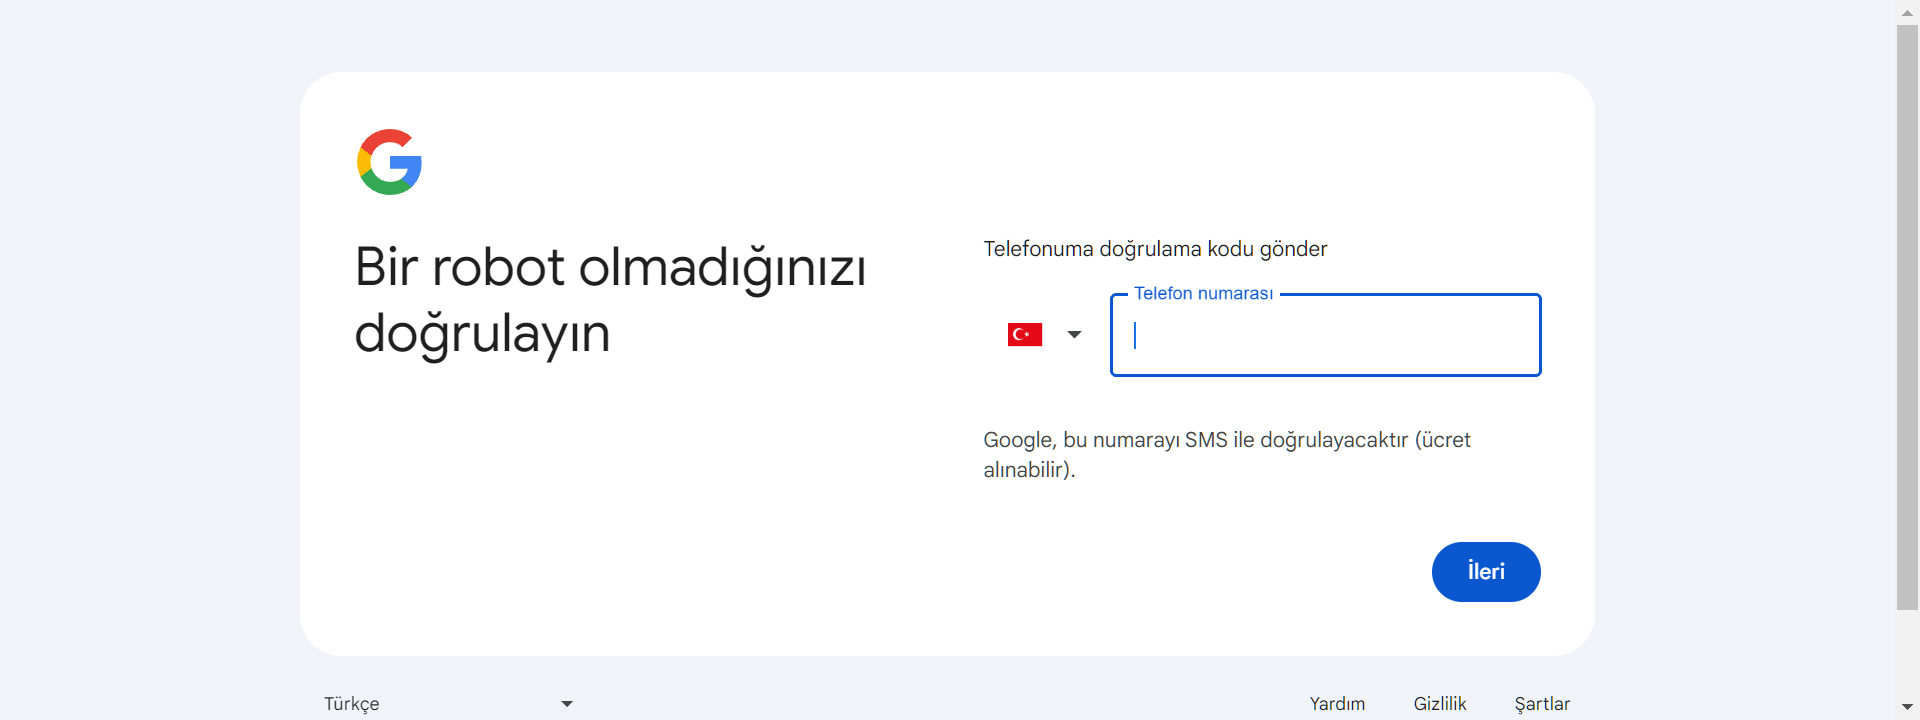 Bir robot olmadığınızı
doğrulayın
Telefonuma doğrulama kodu gönder
Telefon numarası
Google, bu numarayı SMS ile doğrulayacaktır (ücret
alınabilir).
İleri
Türkçe
Yardım
Gizlilik
Şartlar